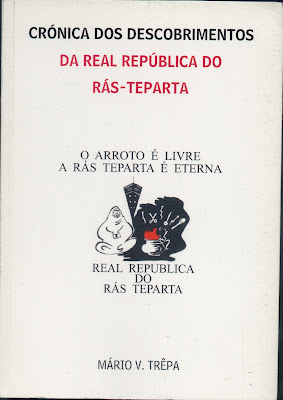 CRÓNICA DOS DESCOBRIMENTOS
DA REAL REPÚBLICA DO
RÁS-TEPARTA
O ARROTO É LIVRE
A RÁS TEPARTA É ETERNA
REAL REPUBLICA
DO
RÁS TEPARTA
MÁRIO V. TRÊPA